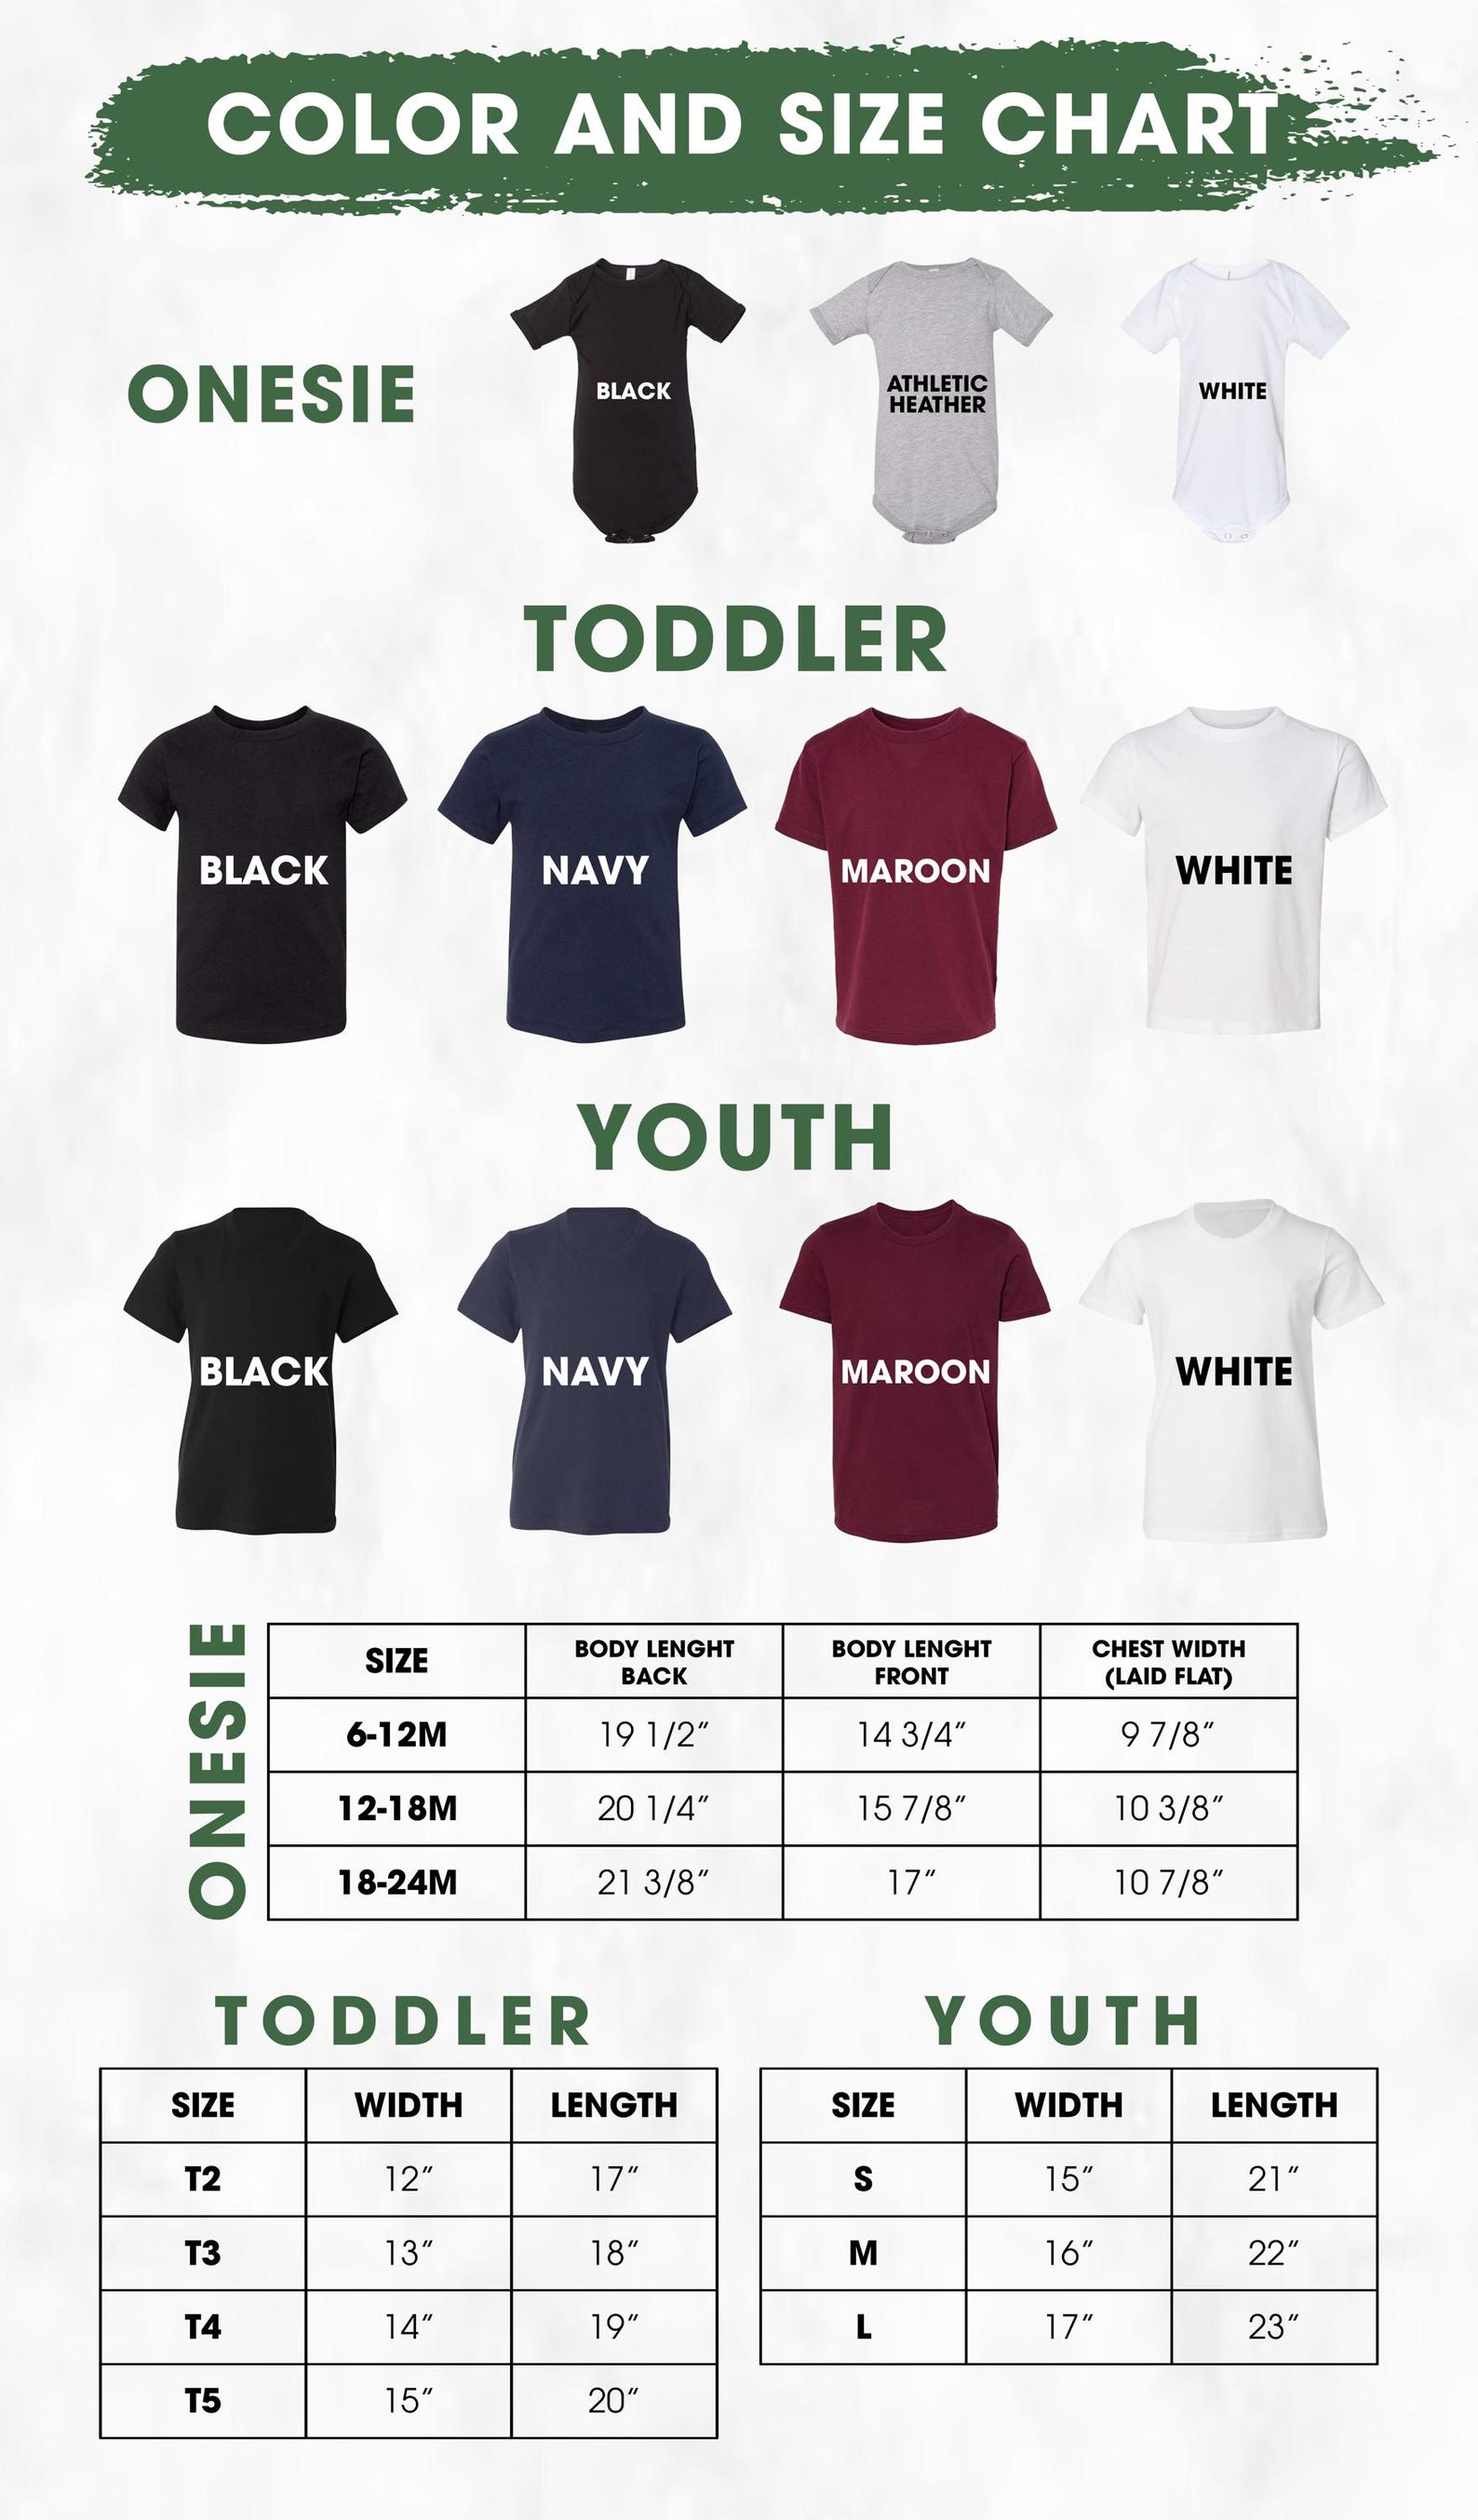 COLOR AND SIZE CHART
ONESIE
BLACK
ATHLETIC
HEATHER
WHITE
TODDLER
BLACK
NAVY
MAROON
WHITE
YOUTH
BLACK
NAVY
MAROON
WHITE
ONESIE
SIZE
BODY LENGHT
BACK
BODY LENGHT
FRONT
CHEST WIDTH
(LAID FLAT)
6-12M 19 1/2" 14 3/4" 9 7/8"
12-18M 20 1/4" 15 7/8" 10 3/8"
18-24M 21 3/8" 17" 10 7/8"
TODDLER
SIZE WIDTH LENGTH
T2 12" 17"
T3 13" 18"
T4 14" 19"
T5 15" 20"
YOUTH
SIZE WIDTH LENGTH
S 15" 21"
M 16" 22"
L 17" 23"